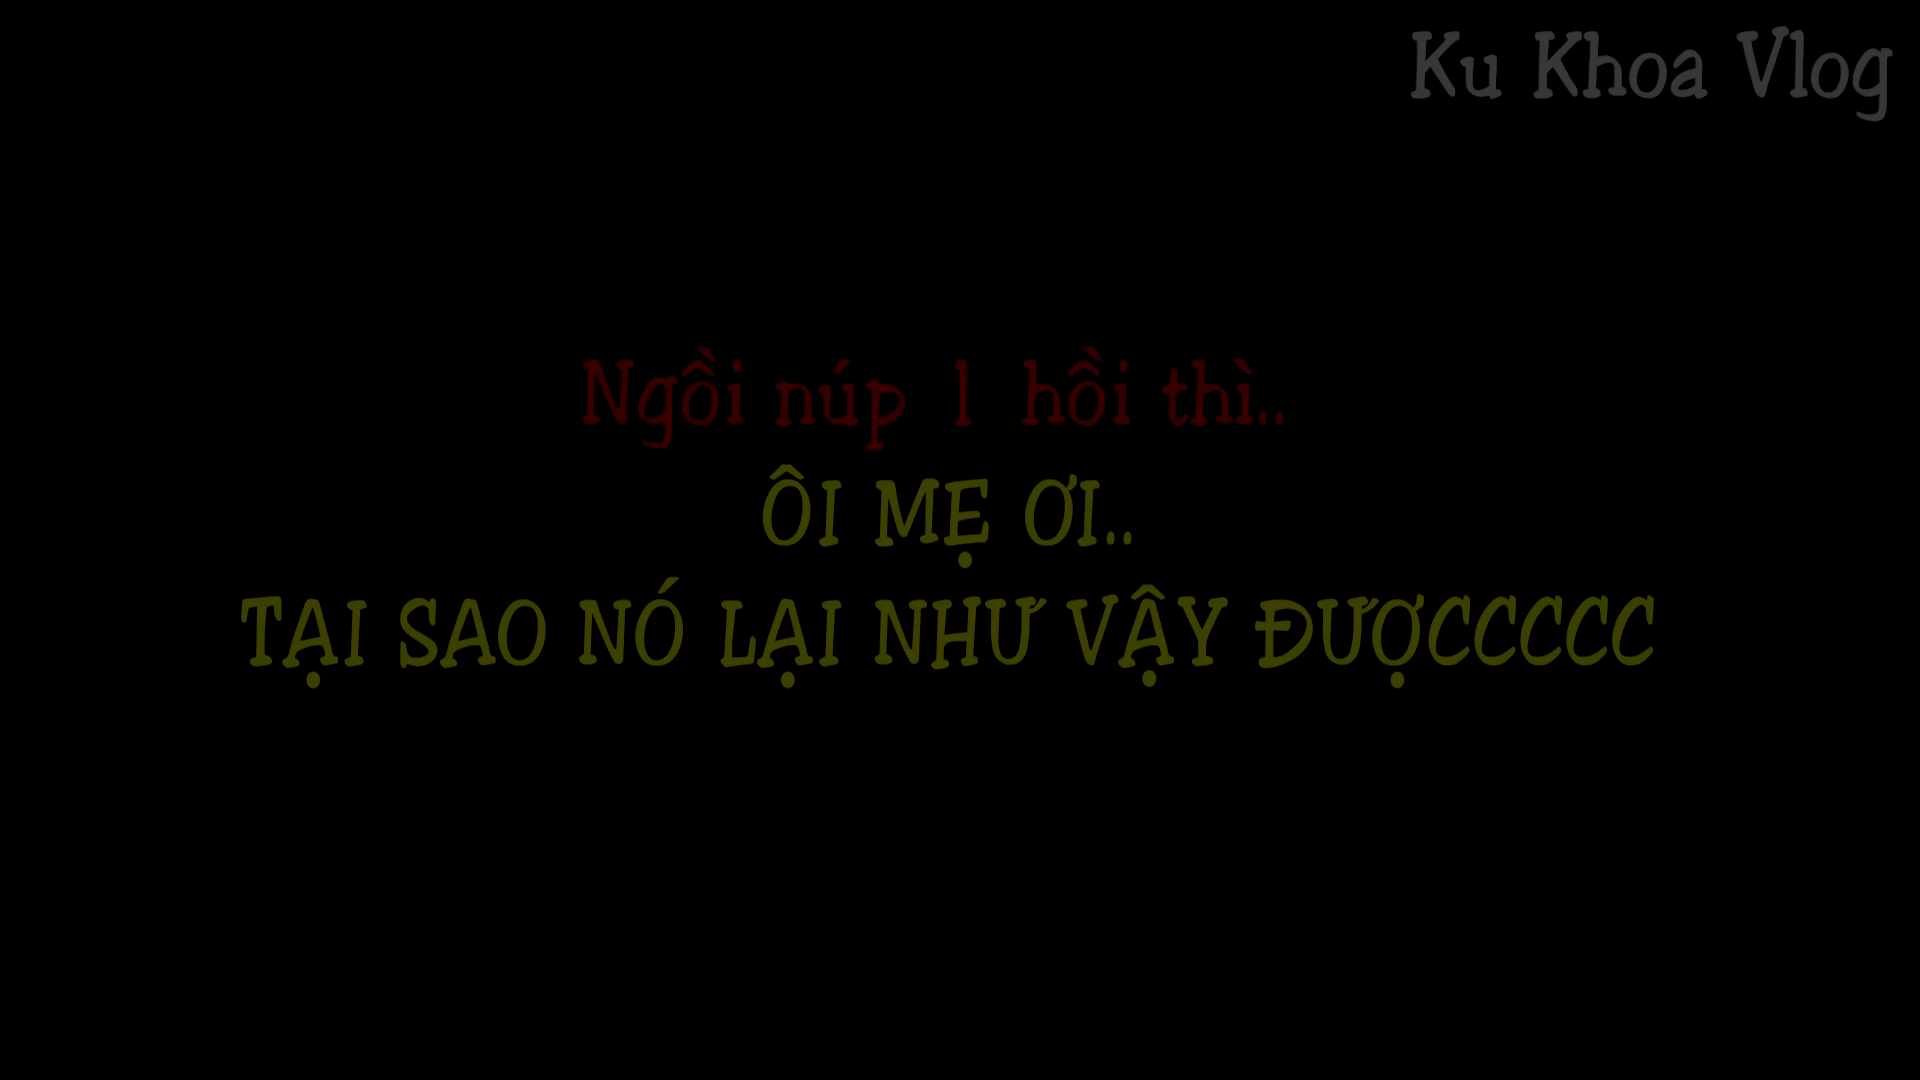 Ku Khoa Vlog
Ngồi núp 1 hồi thì..
ÔI MẸ ƠI..
TẠI SAO NÓ LẠI NHƯ VẬY ĐƯỢCCCCC